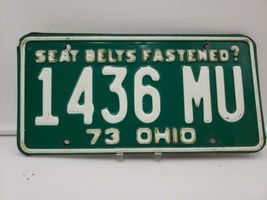 SEAT BELTS FASTENED?
1436 MU
73 OHIO